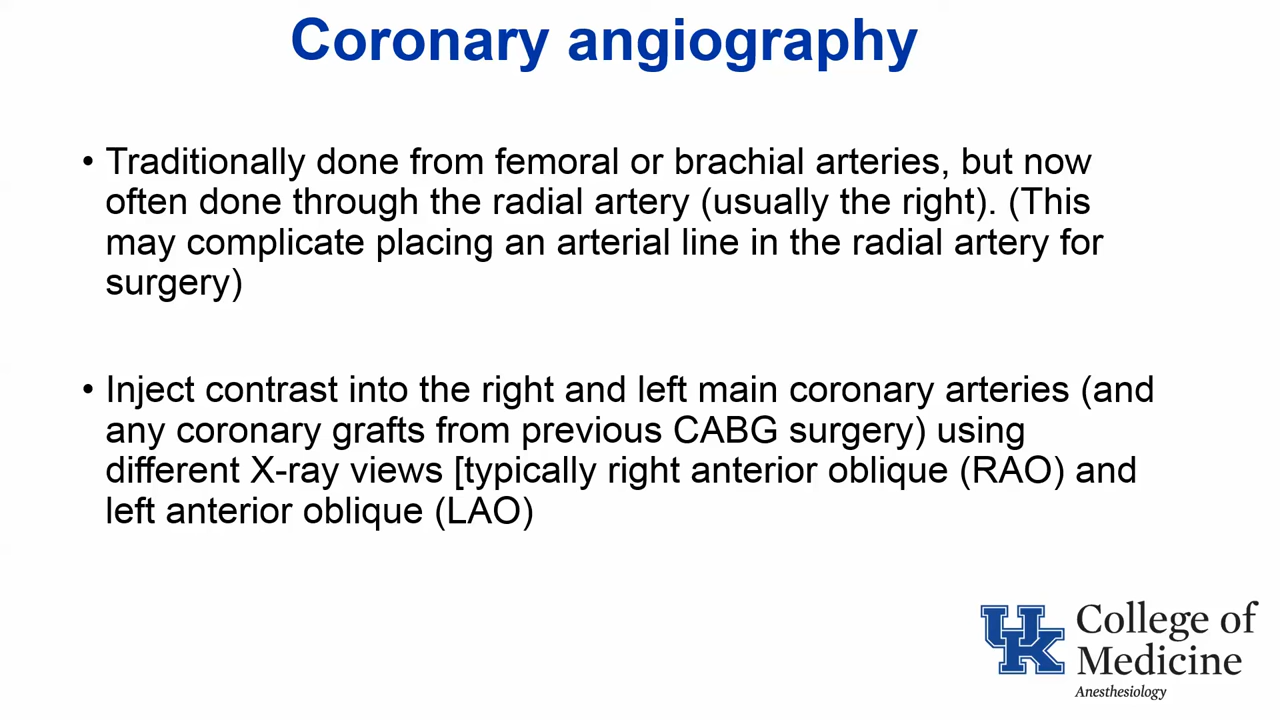 Coronary angiography
• Traditionally done from femoral or brachial arteries, but now
often done through the radial artery (usually the right). (This
may complicate placing an arterial line in the radial artery for
surgery)
• Inject contrast into the right and left main coronary arteries (and
any coronary grafts from previous CABG surgery) using
different X-ray views [typically right anterior oblique (RAO) and
left anterior oblique (LAO)
UK
College of
Medicine
Anesthesiology